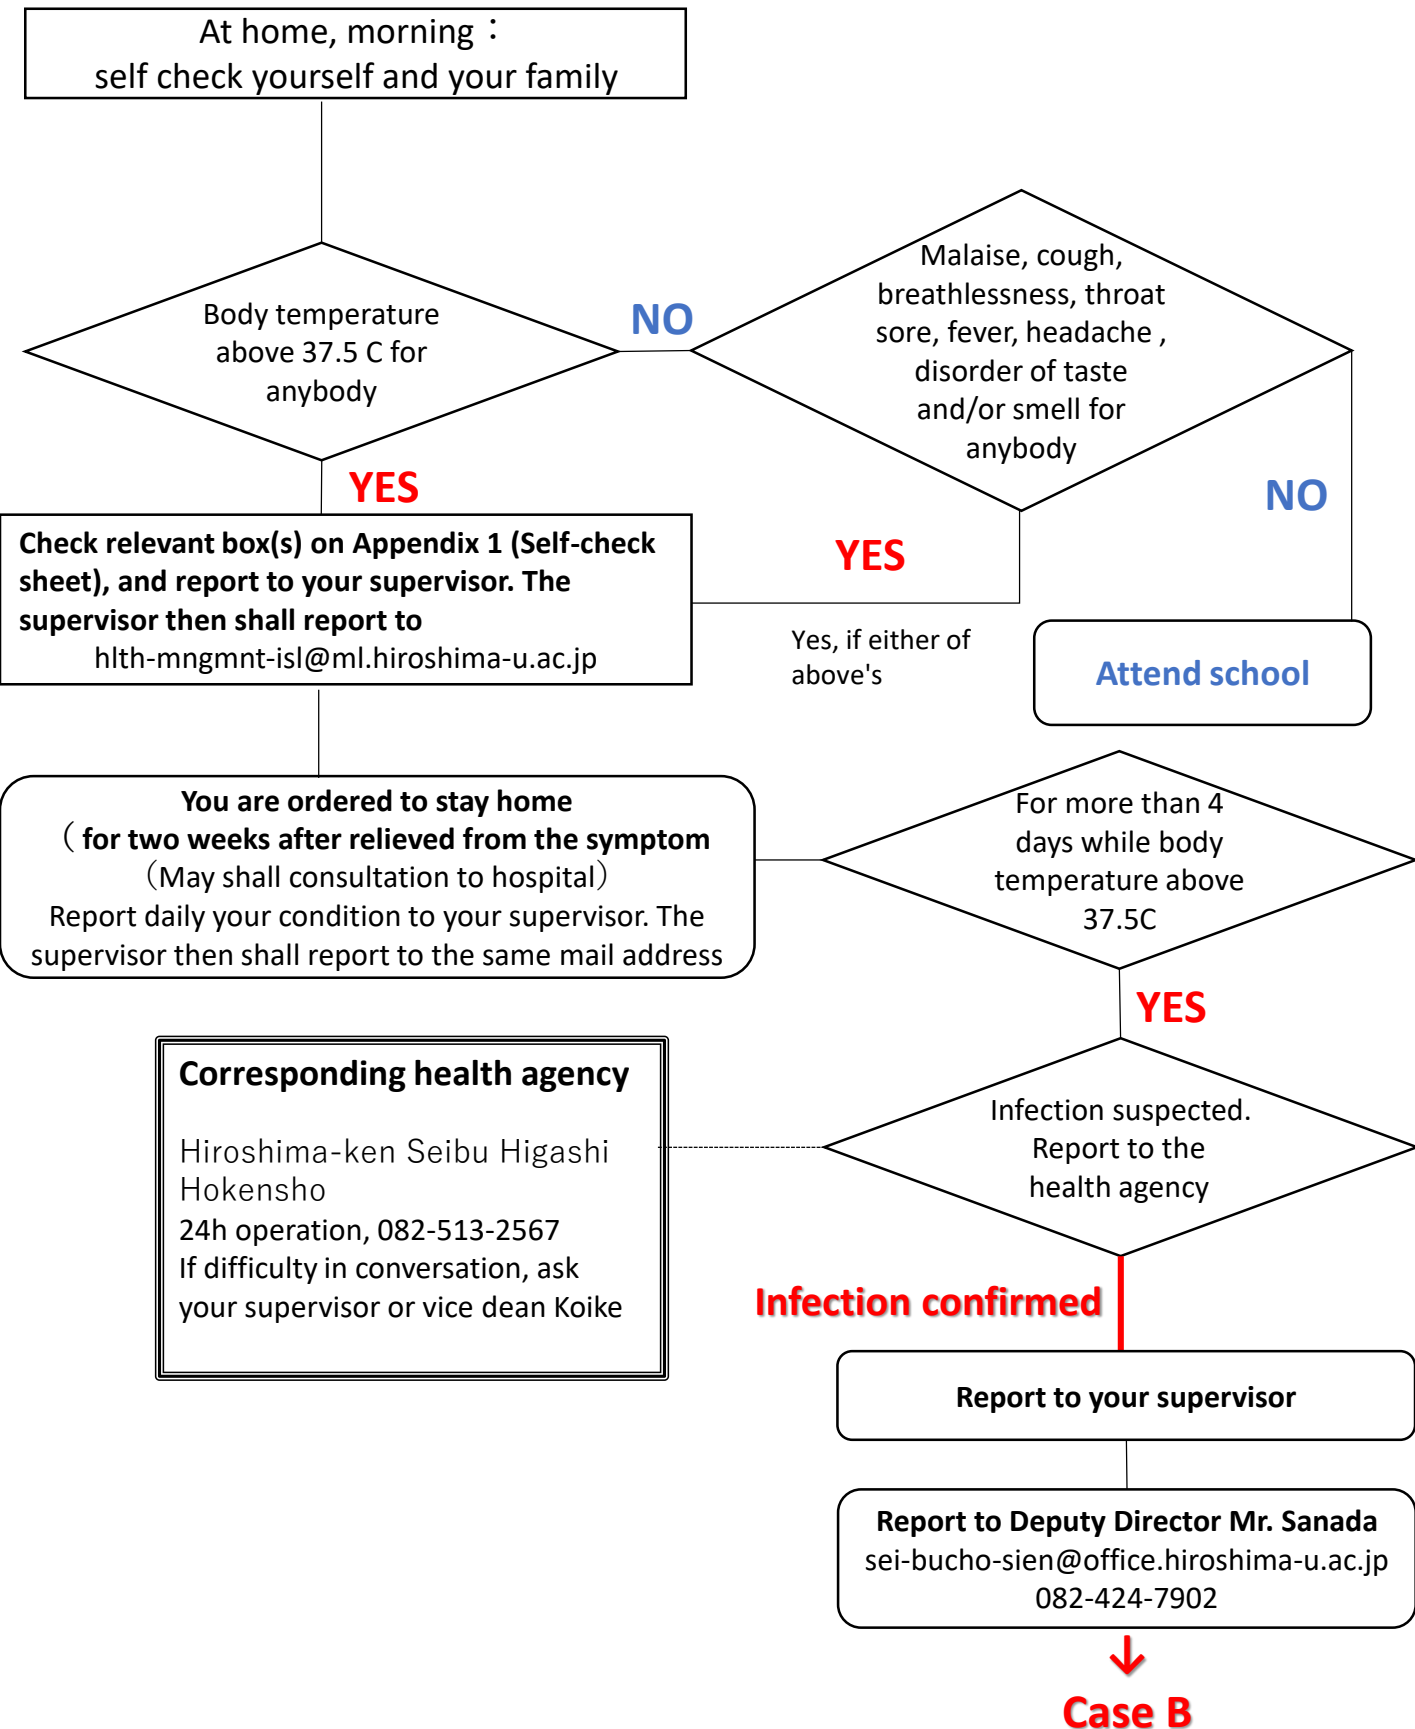 At home, morning：
self check yourself and your family
Body temperature
above 37.5 C for
anybody
NO
Malaise, cough,
breathlessness, throat
sore, fever, headache ,
disorder of taste
and/or smell for
anybody
YES
NO
Check relevant box(s) on Appendix 1 (Self-check
sheet), and report to your supervisor. The
supervisor then shall report to
hlth-mngmnt-isl@ml.hiroshima-u.ac.jp
YES
Yes, if either of
above's
Attend school
You are ordered to stay home
（for two weeks after relieved from the symptom
（May shall consultation to hospital）
Report daily your condition to your supervisor. The
supervisor then shall report to the same mail address
For more than 4
days while body
temperature above
37.5C
YES
Corresponding health agency
Hiroshima-ken Seibu Higashi
Hokensho
24h operation, 082-513-2567
If difficulty in conversation, ask
your supervisor or vice dean Koike
Infection suspected.
Report to the
health agency
Infection confirmed
Report to your supervisor
Report to Deputy Director Mr. Sanada
sei-bucho-sien@office.hiroshima-u.ac.jp
082-424-7902
↓
Case B